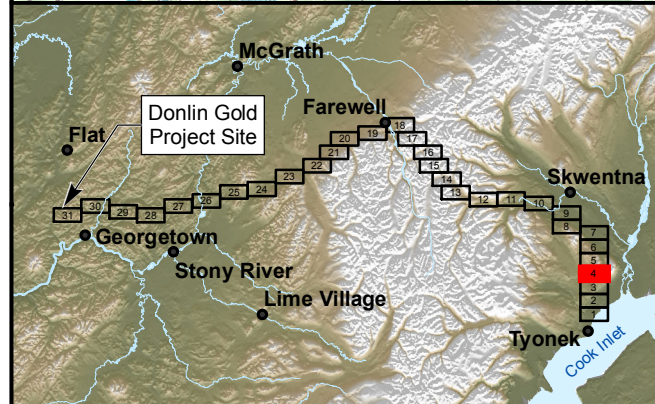 McGrath
Donlin Gold
Project Site
Farewell
Flat
Skwentna
Georgetown
Stony River
Lime Village
Tyonek
Cook Inlet
31
30
29
28
27
26
25
24
23
22
21
20
19
18
17
16
15
14
13
12
11
10
9
8
7
6
5
4
3
2
1